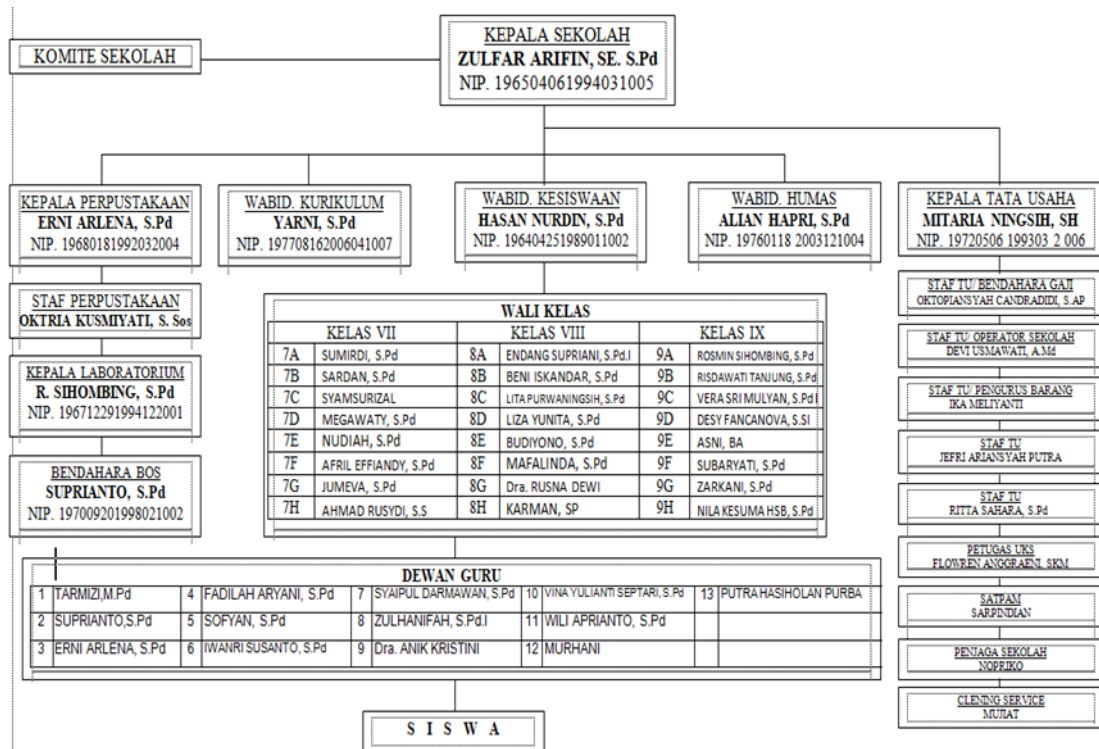 KOMITE SEKOLAH
KEPALA SEKOLAH
ZULFAR ARIFIN, SE. S.Pd
NIP. 196504061994031005
KEPALA PERPUSTAKAAN
ERNI ARLENA, S.Pd
NIP. 19680181992032004
WABID. KURIKULUM
YARNI, S.Pd
NIP. 197708162006041007
WABID. KESISWAAN
HASAN NURDIN, S.Pd
NIP. 196404251989011002
WABID. HUMAS
ALIAN HAPRI, S.Pd
NIP. 19760118 2003121004
KEPALA TATA USAHA
MITARIA NINGSIH, SH
NIP. 19720506 199303 2 006
STAF PERPUSTAKAAN
OKTRIA KUSMIYATI, S. Sos
KEPALA LABORATORIUM
R. SIHOMBING, S.Pd
NIP. 196712291994122001
BENDAHARA BOS
SUPRIANTO, S.Pd
NIP. 197009201998021002
WALI KELAS
KELAS VII KELAS VIII KELAS IX
7A SUMIRDI, S.Pd 8A ENDANG SUPRIANI, S.Pd.I 9A ROSMIN SIHOMBING, S.Pd
7B SARDAN, S.Pd 8B BENI ISKANDAR, S.Pd 9B RISDAWATI TANJUNG, S.Pd
7C SYAMSURIZAL 8C LITA PURWANINGSIH, S.Pd 9C VERA SRI MULYAN, S.Pd
7D MEGAWATY, S.Pd 8D LIZA YUNITA, S.Pd 9D DESY FANCANOVA, S.SI
7E NUDIAH, S.Pd 8E BUDIYONO, S.Pd 9E ASNI, BA
7F AFRIL EFFIANDY, S.Pd 8F MAFALINDA, S.Pd 9F SUBARYATI, S.Pd
7G JUMEVA, S.Pd 8G Dra. RUSNA DEWI 9G ZARKANI, S.Pd
7H AHMAD RUSYDI, S.S 8H KARMAN, SP 9H NILA KESUMA HSB, S.Pd
STAF TU/ BENDAHARA GAJI
OKTOPIANSYAH CANDRADIDI, S.AP
STAF TU/ OPERATOR SEKOLAH
DEVI USMAWATI, A.Md
STAF TU/ PENGURUS BARANG
IKA MELIYANTI
STAF TU
JEFRI ARIANSYAH PUTRA
STAF TU
RITTA SAHARA, S.Pd
PETUGAS UKS
FLOWREN ANGGRAENI, SKM
SATPAM
SARPINDIAN
PENJAGA SEKOLAH
NOPRIKO
CLENING SERVICE
MUJIAT
DEWAN GURU
1 TARMIZI,M.Pd 4 FADILAH ARYANI, S.Pd 7 SYAIPUL DARMAWAN, S.Pd 10 VINA YULIANTI SEPTARI, S.Pd 13 PUTRA HASIHOLAN PURBA
2 SUPRIANTO,S.Pd 5 SOFYAN, S.Pd 8 ZULHANIFAH, S.Pd.I 11 WILI APRIANTO, S.Pd
3 ERNI ARLENA, S.Pd 6 IWANRI SUSANTO, S.Pd 9 Dra. ANIK KRISTINI 12 MURHANI
S I S W A